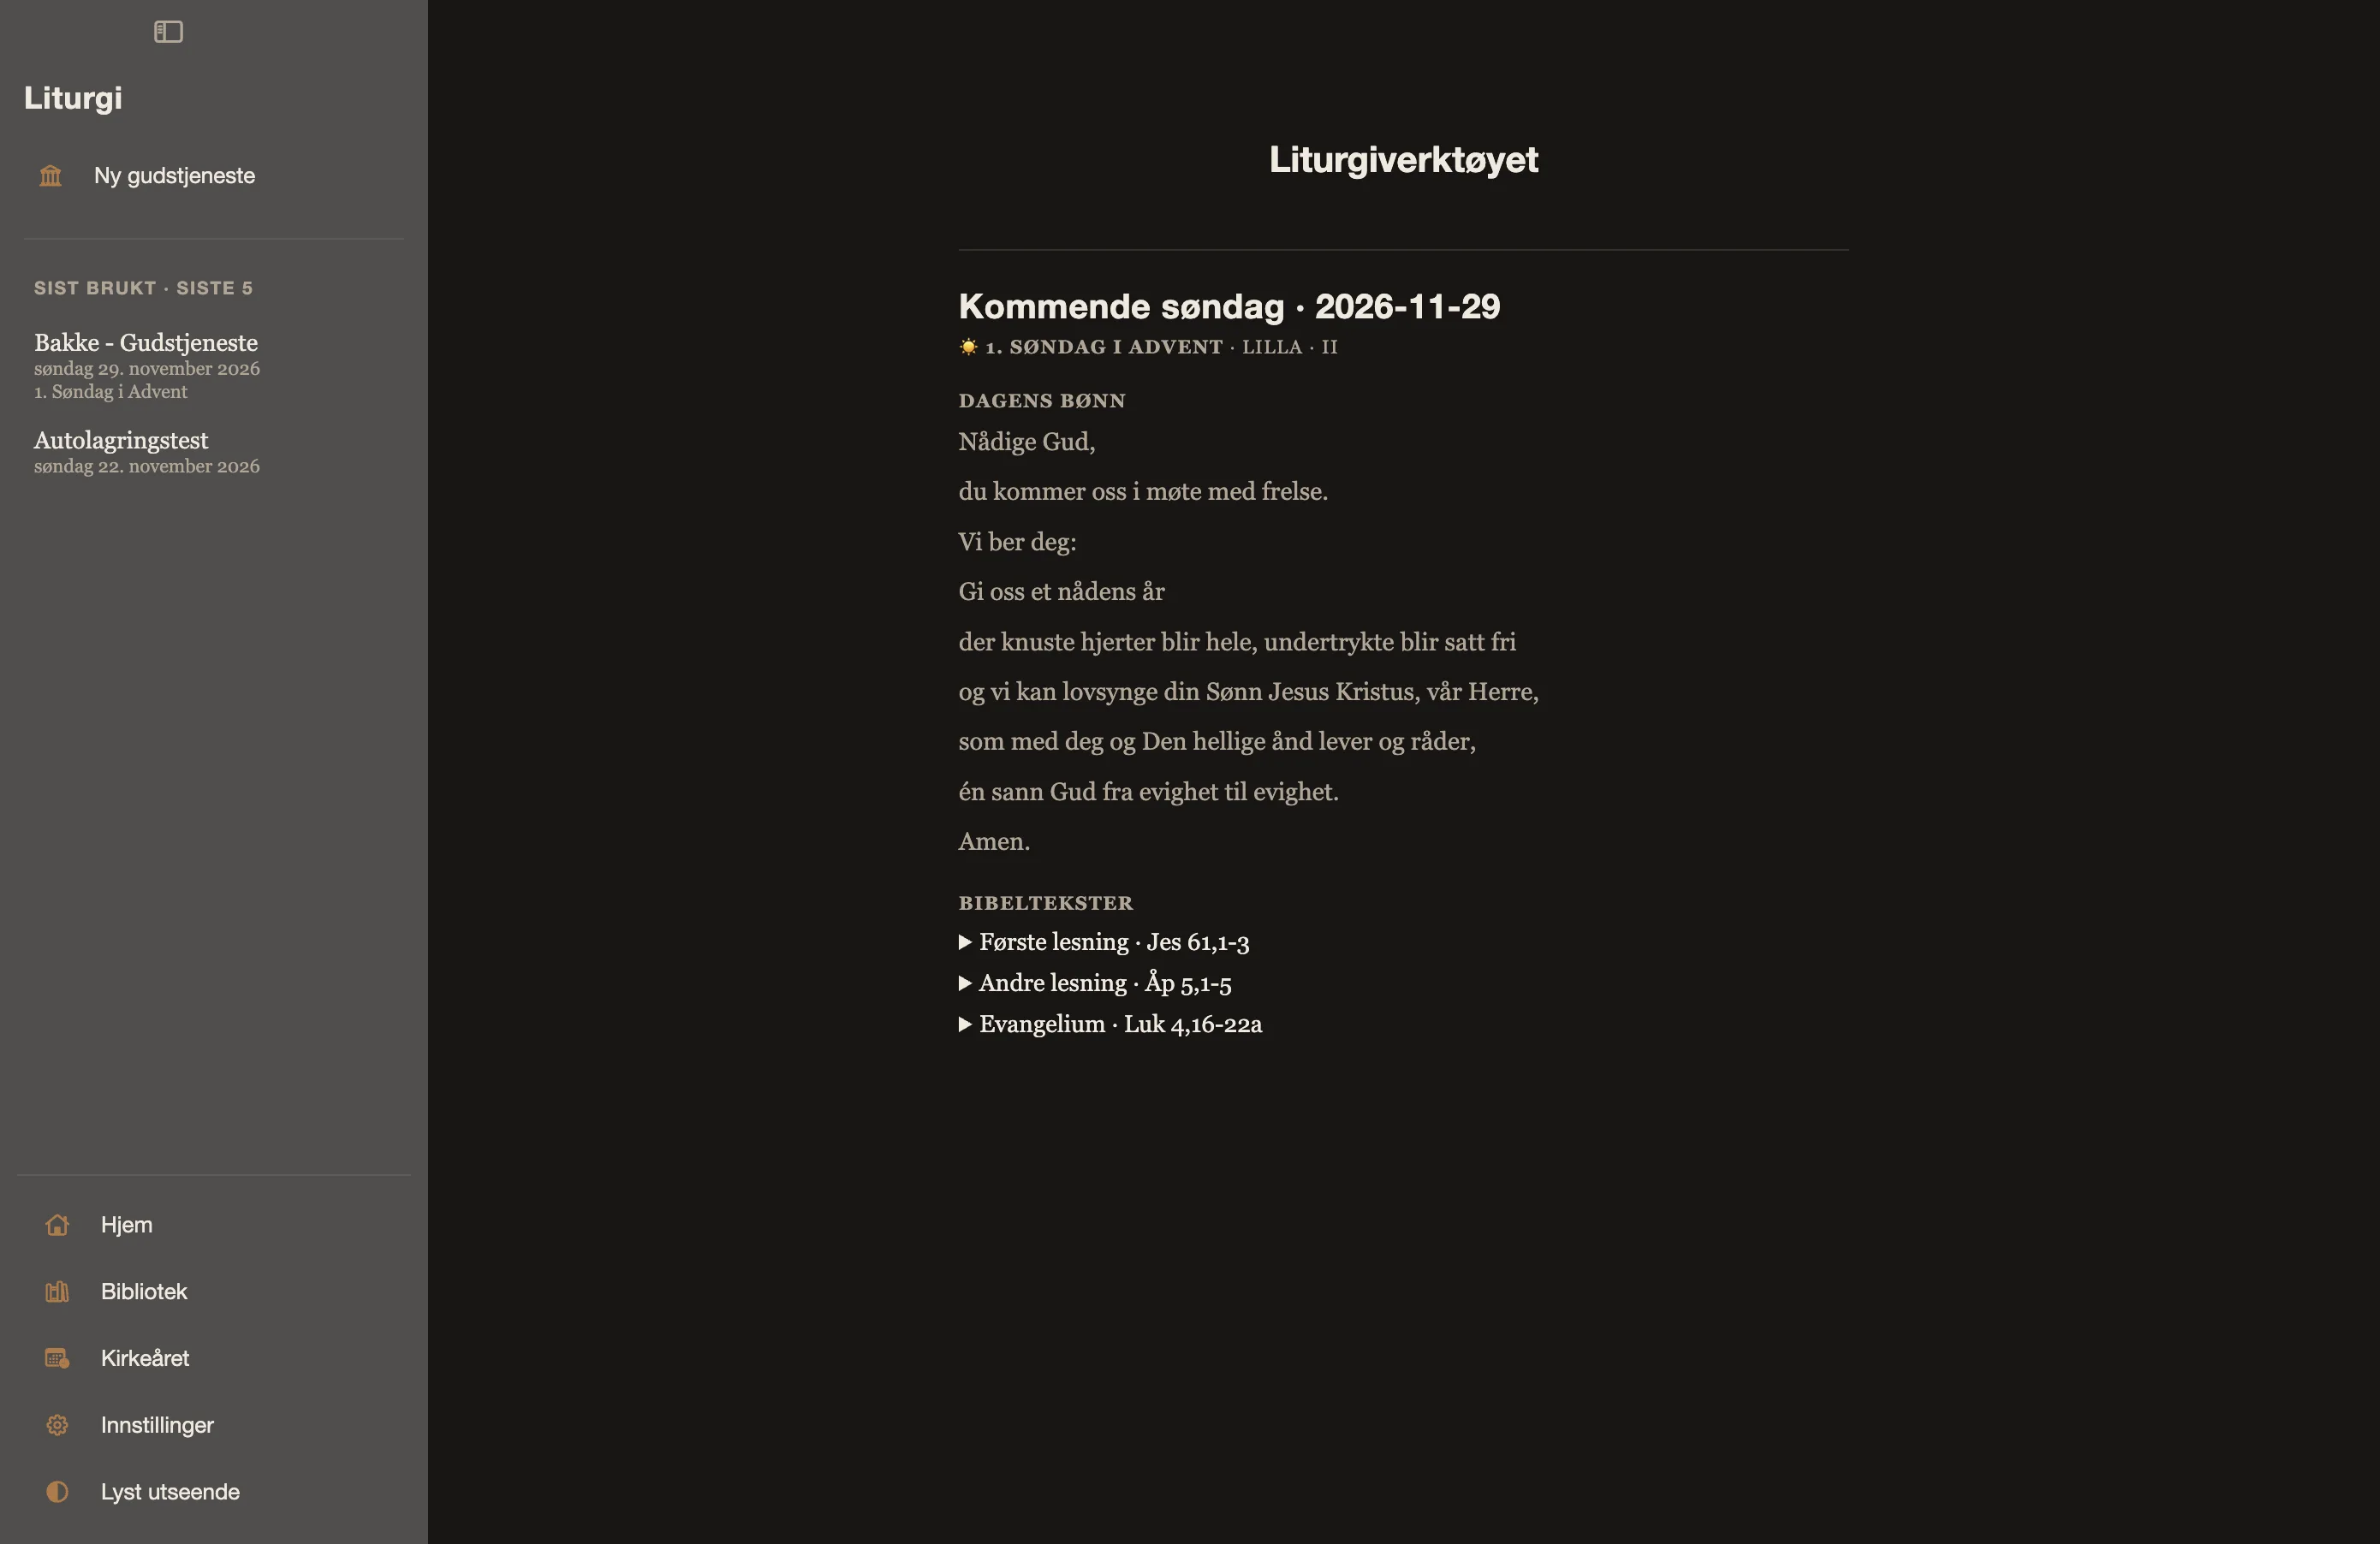 Liturgi
Ny gudstjeneste
SIST BRUKT · SISTE 5
Bakke - Gudstjeneste
søndag 29. november 2026
1. Søndag i Advent
Autolagringstest
søndag 22. november 2026
Hjem
Bibliotek
Kirkeåret
Innstillinger
Lyst utseende
Liturgiverktøyet
Kommende søndag · 2026-11-29
1. SØNDAG I ADVENT · LILLA · II
DAGENS BØNN
Nådige Gud,
du kommer oss i møte med frelse.
Vi ber deg:
Gi oss et nådens år
der knuste hjerter blir hele, undertrykte blir satt fri
og vi kan lovsynge din Sønn Jesus Kristus, vår Herre,
som med deg og Den hellige ånd lever og råder,
én sann Gud fra evighet til evighet.
Amen.
BIBELTEKSTER
Første lesning · Jes 61,1-3
Andre lesning · Åp 5,1-5
Evangelium · Luk 4,16-22a